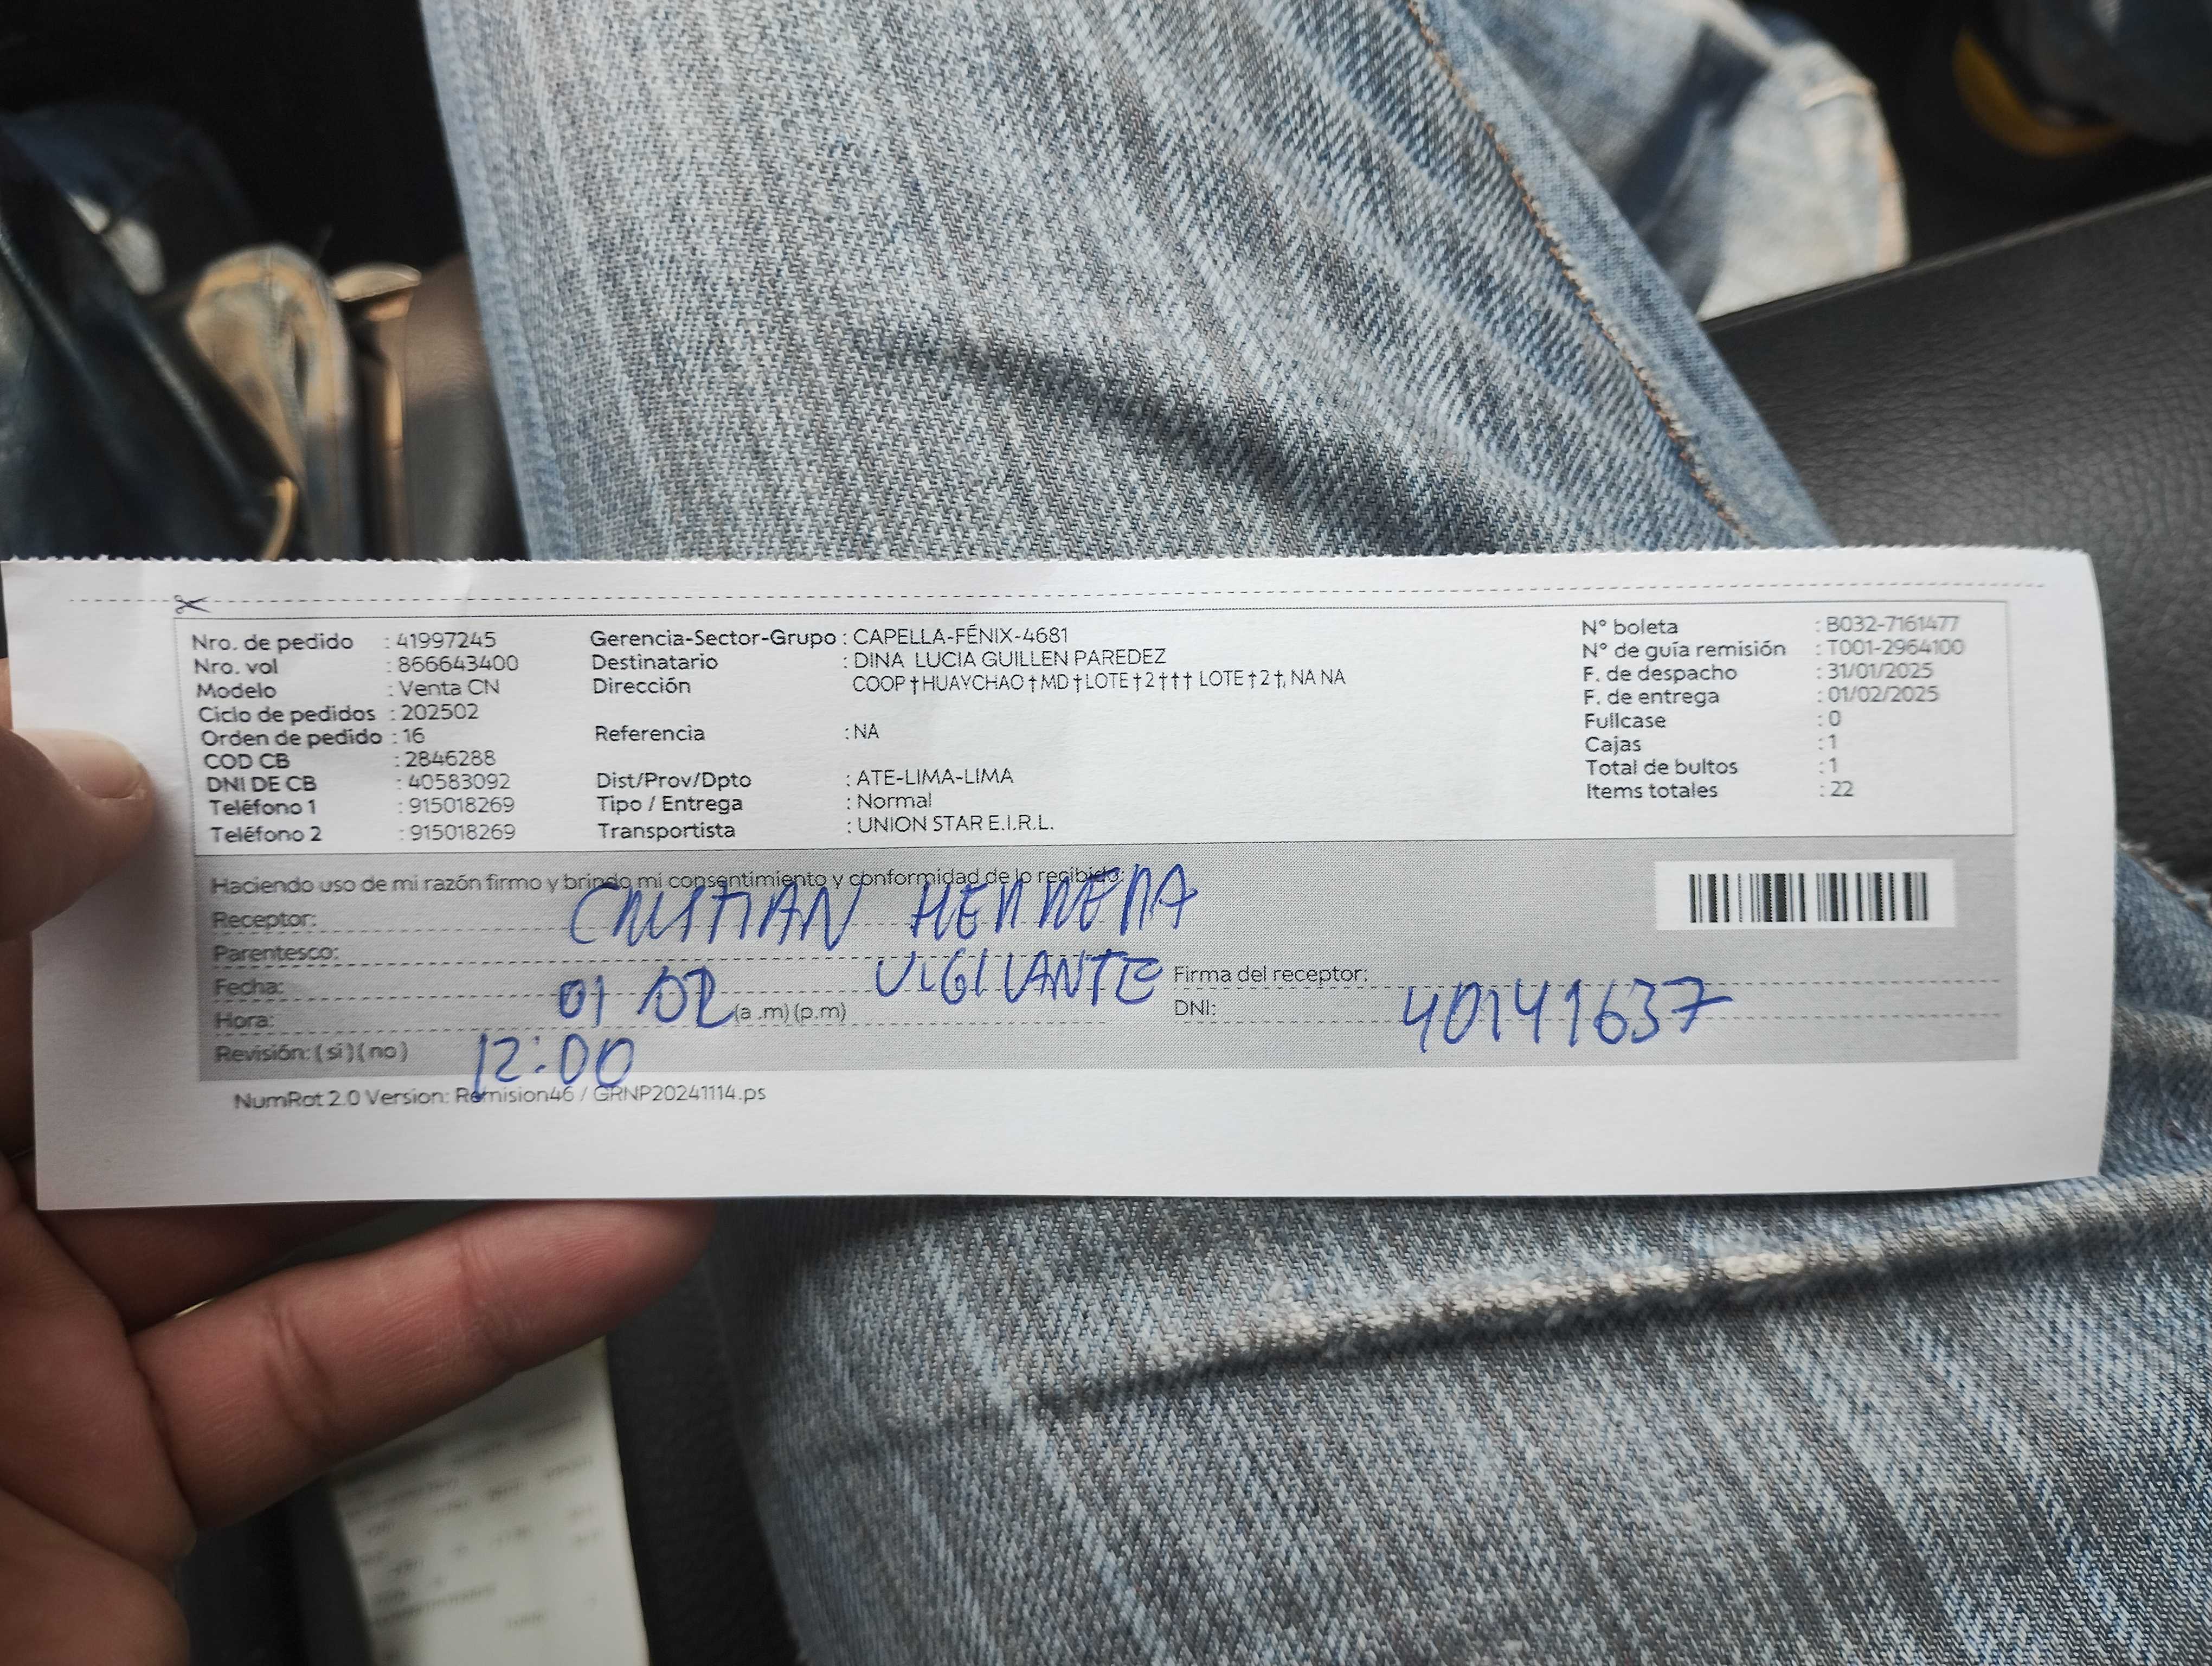 Nro. de pedido : 41997245 Gerencia-Sector-Grupo : CAPELLA-FÉNIX-4681 N° boleta : B032-7161477
Nro. vol : 866643400 Destinatario : DINA LUCIA GUILLEN PAREDEZ N° de guía remisión : T001-2964100
Modelo : Venta CN Dirección COOP†HUAYCHAO†MD†LOTE†2††† LOTE†2†, NA NA F. de despacho : 31/01/2025
Ciclo de pedidos : 202502 F. de entrega : 01/02/2025
Orden de pedido : 16 Referencia : NA Fullcase : 0
COD CB : 2846288 Cajas : 1
DNI DE CB : 40583092 Dist/Prov/Dpto : ATE-LIMA-LIMA Total de bultos : 1
Teléfono 1 : 915018269 Tipo / Entrega : Normal Items totales : 22
Teléfono 2 : 915018269 Transportista : UNION STAR E.I.R.L.
Haciendo uso de mi razón firmo y brindo mi consentimiento y conformidad de lo recibido:
Receptor: CRISTIAN HERRERA
Parentesco: VIGILANTE Firma del receptor:
Fecha: 01/02
Hora: (a .m) (p.m) DNI: 40141637
Revisión: ( si ) ( no ) 12:00
NumRot 2.0 Version: Remision46 / GRNP20241114.ps